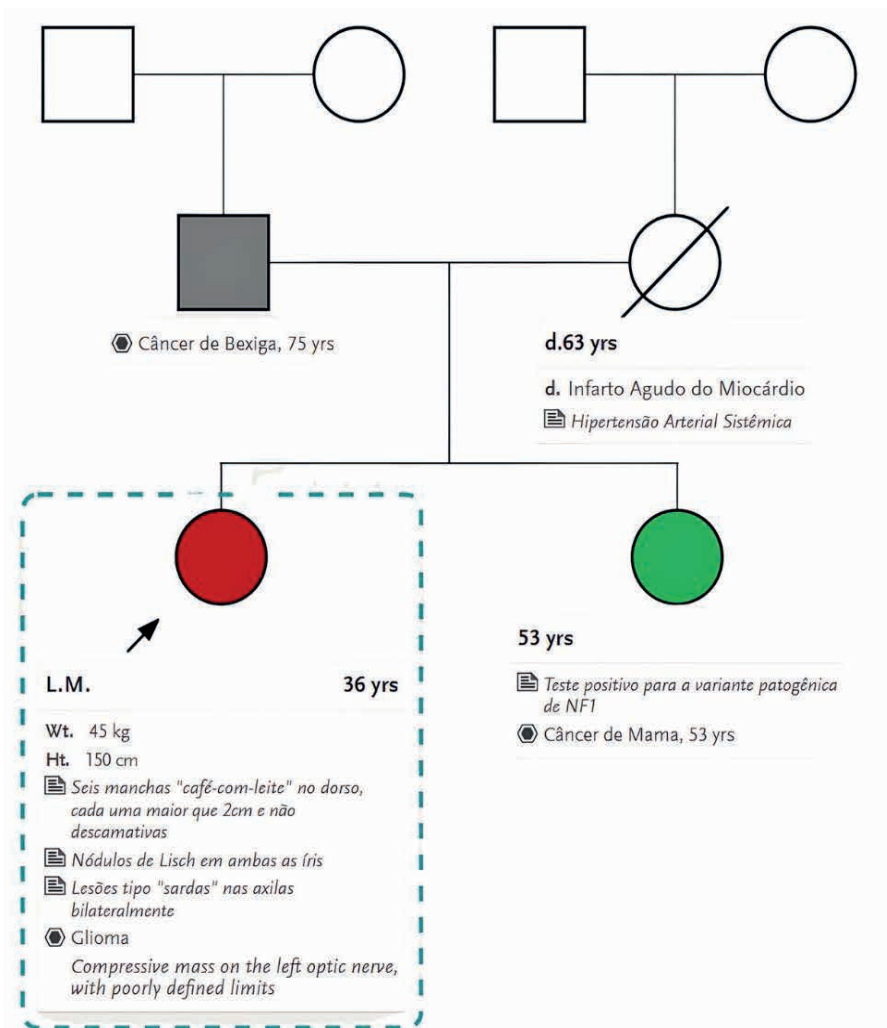 Câncer de Bexiga, 75 yrs
d.63 yrs
d. Infarto Agudo do Miocárdio
Hipertensão Arterial Sistêmica
L.M. 36 yrs
Wt. 45 kg
Ht. 150 cm
Seis manchas "café-com-leite" no dorso,
cada uma maior que 2cm e não
descamativas
Nódulos de Lisch em ambas as íris
Lesões tipo "sardas" nas axilas
bilateralmente
Glioma
Compressive mass on the left optic nerve,
with poorly defined limits
53 yrs
Teste positivo para a variante patogênica
de NF1
Câncer de Mama, 53 yrs